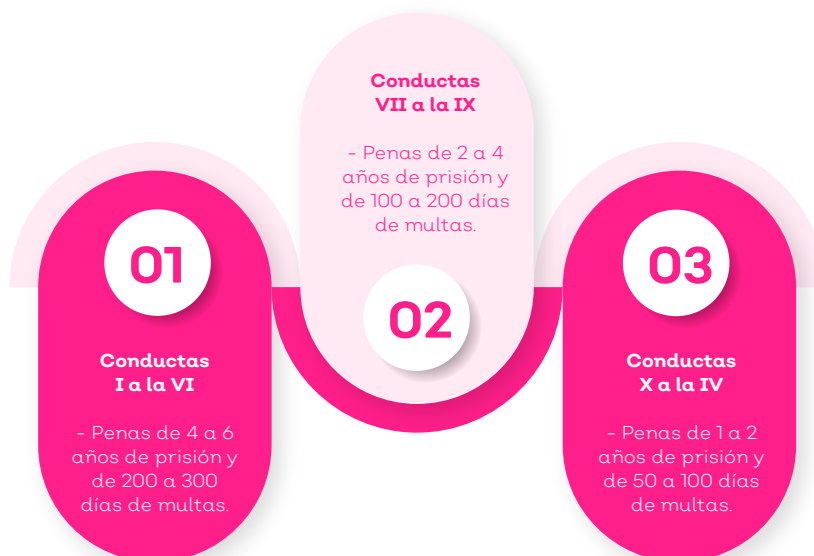 01
Conductas
I a la VI
- Penas de 4 a 6
años de prisión y
de 200 a 300
días de multas.
Conductas
VII a la IX
- Penas de 2 a 4
años de prisión y
de 100 a 200 días
de multas.
02
03
Conductas
X a la IV
- Penas de 1 a 2
años de prisión y
de 50 a 100 días
de multas.